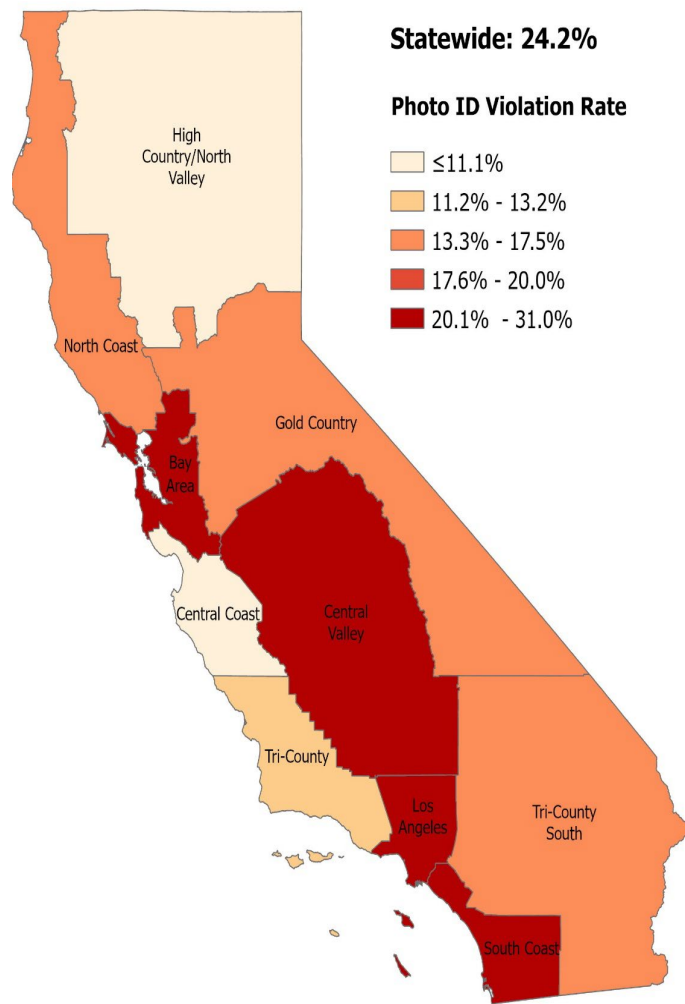 Statewide: 24.2%
Photo ID Violation Rate
≤11.1%
11.2% - 13.2%
13.3% - 17.5%
17.6% - 20.0%
20.1% - 31.0%
High
Country/North
Valley
North Coast
Gold Country
Bay
Area
Central Coast
Central
Valley
Tri-County
Los
Angeles
Tri-County
South
South Coast